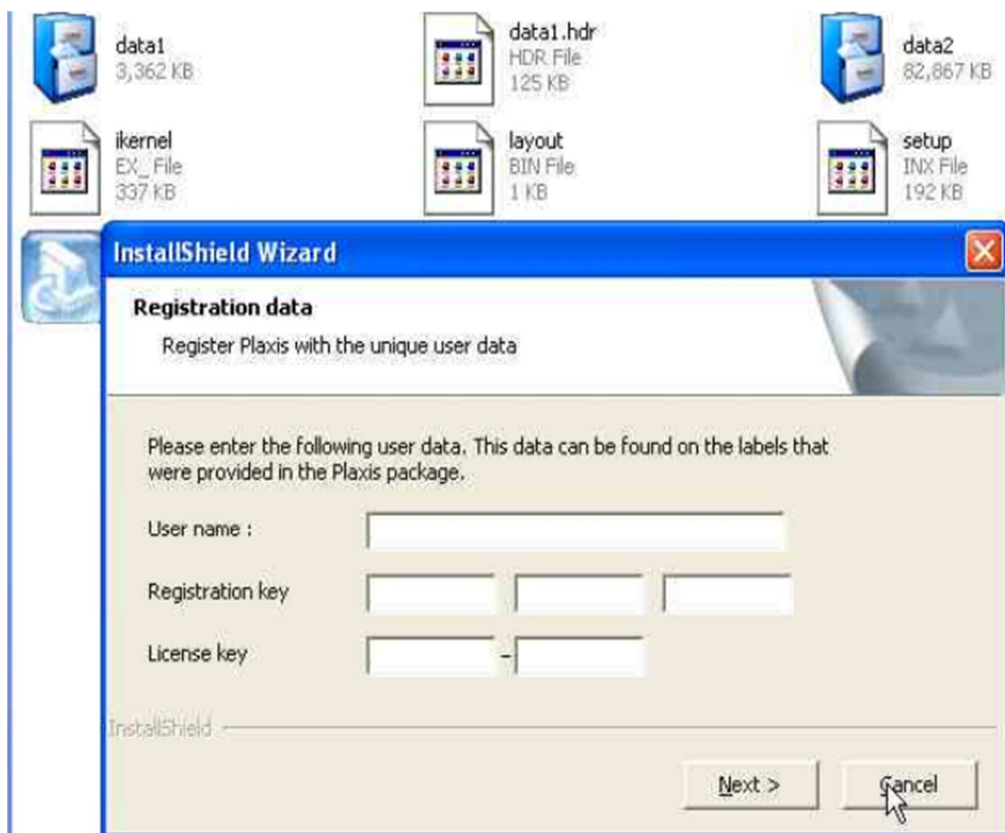 data1
3,362 KB
data1.hdr
HDR File
125 KB
data2
82,867 KB
ikernel
EX_ File
337 KB
layout
BIN File
1 KB
setup
INX File
192 KB
InstallShield Wizard
Registration data
Register Plaxis with the unique user data
Please enter the following user data. This data can be found on the labels that
were provided in the Plaxis package.
User name :
Registration key
License key
-
InstallShield
Next >
Cancel